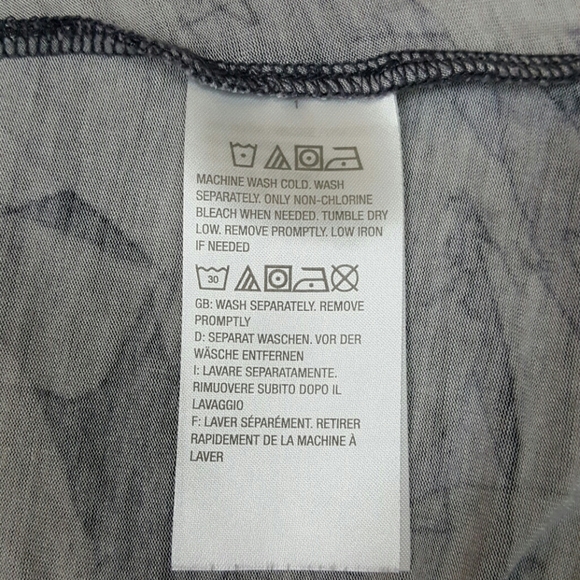 MACHINE WASH COLD. WASH
SEPARATELY. ONLY NON-CHLORINE
BLEACH WHEN NEEDED. TUMBLE DRY
LOW. REMOVE PROMPTLY. LOW IRON
IF NEEDED
30
GB: WASH SEPARATELY. REMOVE
PROMPTLY
D: SEPARAT WASCHEN. VOR DER
WÄSCHE ENTFERNEN
I: LAVARE SEPARATAMENTE.
RIMUOVERE SUBITO DOPO IL
LAVAGGIO
F: LAVER SÉPARÉMENT. RETIRER
RAPIDEMENT DE LA MACHINE À
LAVER